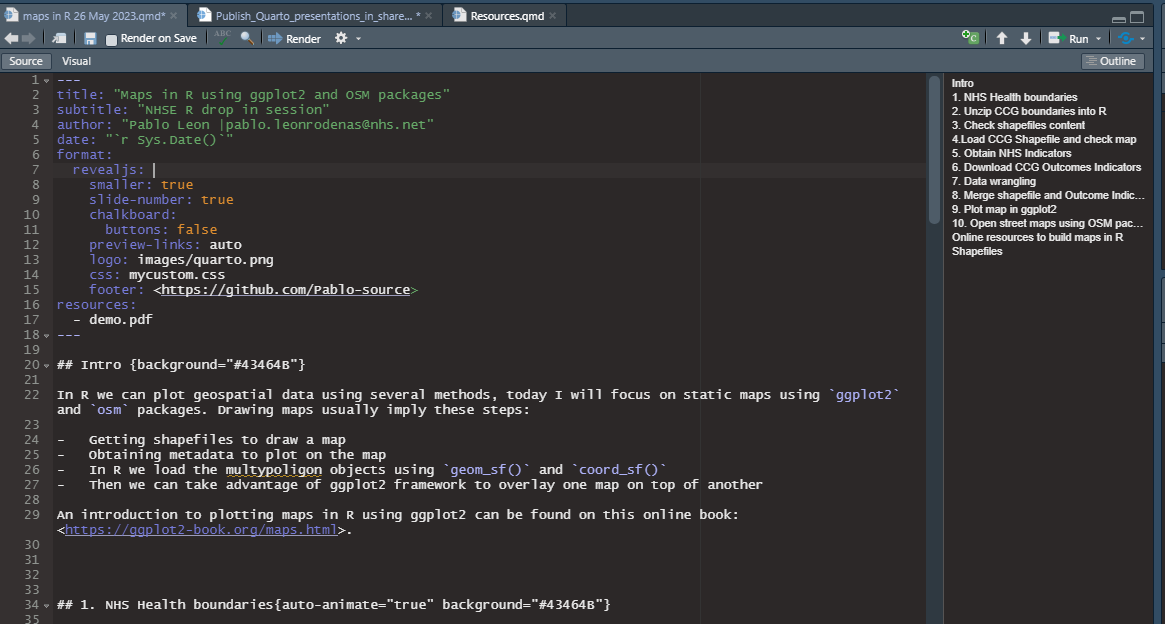 maps in R 26 May 2023.qmd*
Publish_Quarto_presentations_in_share... *
Resources.qmd
Render on Save
ABC
Render
Run
Source
Visual
Outline
1 ---
2 title: "Maps in R using ggplot2 and OSM packages"
3 subtitle: "NHSE R drop in session"
4 author: "Pablo Leon |pablo.leonrodenas@nhs.net"
5 date: "`r Sys.Date()`"
6 format:
7 revealjs:
8 smaller: true
9 slide-number: true
10 chalkboard:
11 buttons: false
12 preview-links: auto
13 logo: images/quarto.png
14 css: mycustom.css
15 footer: <https://github.com/Pablo-source>
16 resources:
17 - demo.pdf
18 ---
19
20 ## Intro {background="#43464B"}
21
22 In R we can plot geospatial data using several methods, today I will focus on static maps using `ggplot2`
and `osm` packages. Drawing maps usually imply these steps:
23
24 - Getting shapefiles to draw a map
25 - Obtaining metadata to plot on the map
26 - In R we load the multypoligon objects using `geom_sf()` and `coord_sf()`
27 - Then we can take advantage of ggplot2 framework to overlay one map on top of another
28
29 An introduction to plotting maps in R using ggplot2 can be found on this online book:
<https://ggplot2-book.org/maps.html>.
30
31
32
33
34 ## 1. NHS Health boundaries{auto-animate="true" background="#43464B"}
35
Intro
1. NHS Health boundaries
2. Unzip CCG boundaries into R
3. Check shapefiles content
4.Load CCG Shapefile and check map
5. Obtain NHS Indicators
6. Download CCG Outcomes Indicators
7. Data wrangling
8. Merge shapefile and Outcome Indic...
9. Plot map in ggplot2
10. Open street maps using OSM pac...
Online resources to build maps in R
Shapefiles